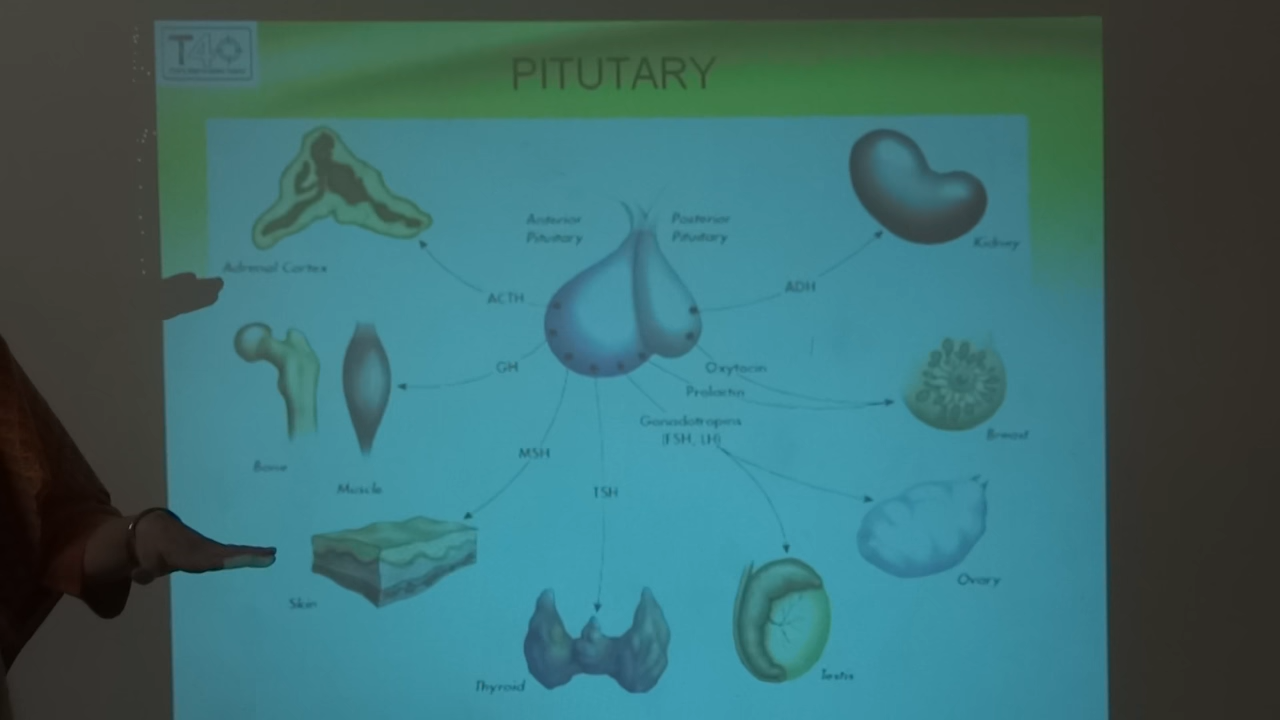 T4
PITUTARY
Anterior
Pituitary
Posterior
Pituitary
Kidney
Adrenal Cortex
ACTH
ADH
GH
Oxytocin
Prolactin
Gonadotropins
(FSH, LH)
Breast
Bone
Muscle
MSH
TSH
Skin
Ovary
Thyroid
Testis